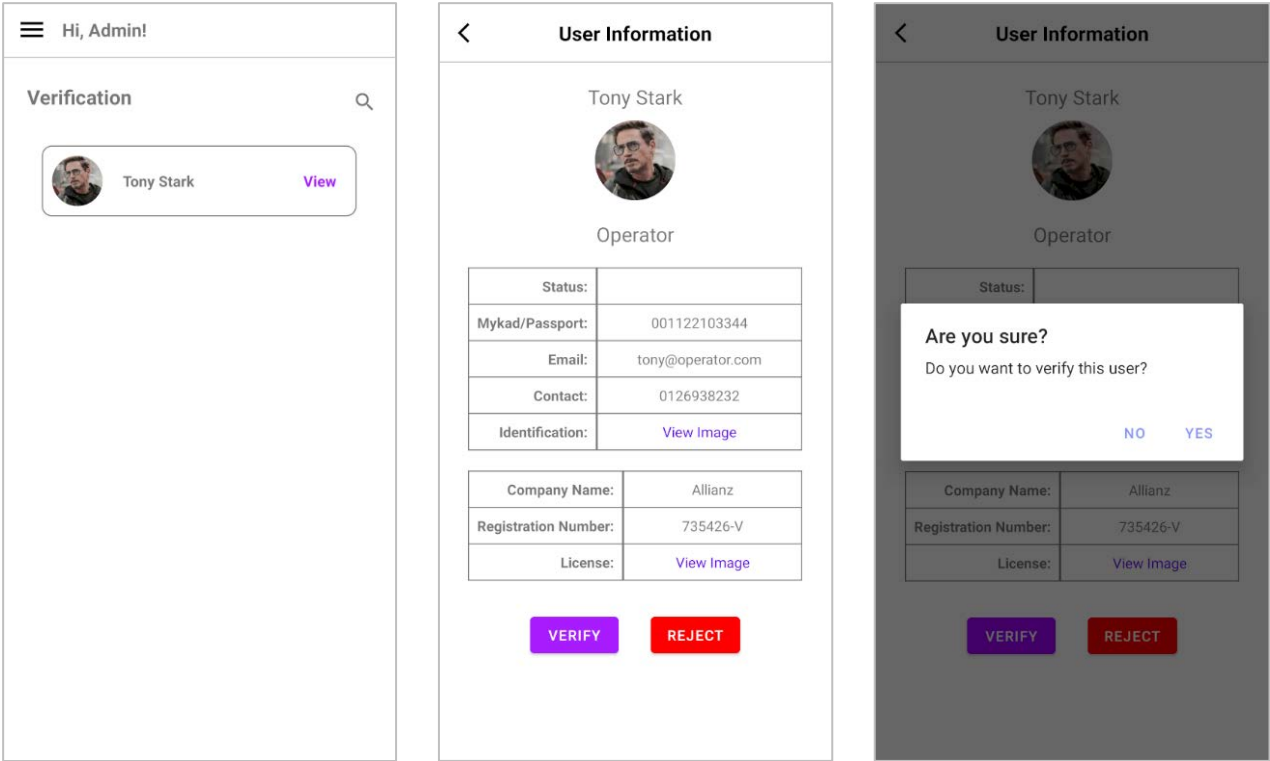 Hi, Admin!
Verification
Tony Stark View
User Information
Tony Stark
Operator
Status:
Mykad/Passport: 001122103344
Email: tony@operator.com
Contact: 0126938232
Identification: View Image
Company Name: Allianz
Registration Number: 735426-V
License: View Image
VERIFY REJECT
User Information
Tony Stark
Operator
Status:
Are you sure?
Do you want to verify this user?
NO YES
Company Name: Allianz
Registration Number: 735426-V
License: View Image
VERIFY REJECT